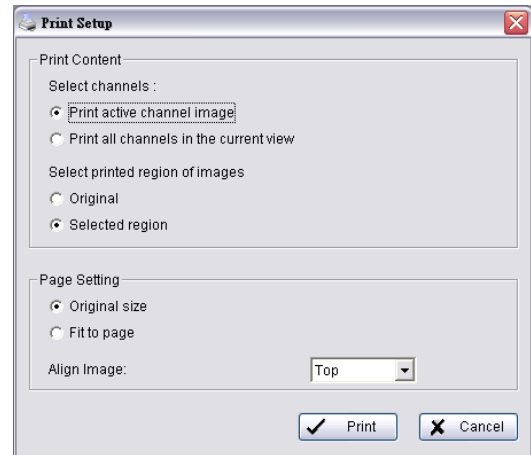 Print Setup
Print Content
Select channels :
Print active channel image
Print all channels in the current view
Select printed region of images
Original
Selected region
Page Setting
Original size
Fit to page
Align Image: Top
Print Cancel